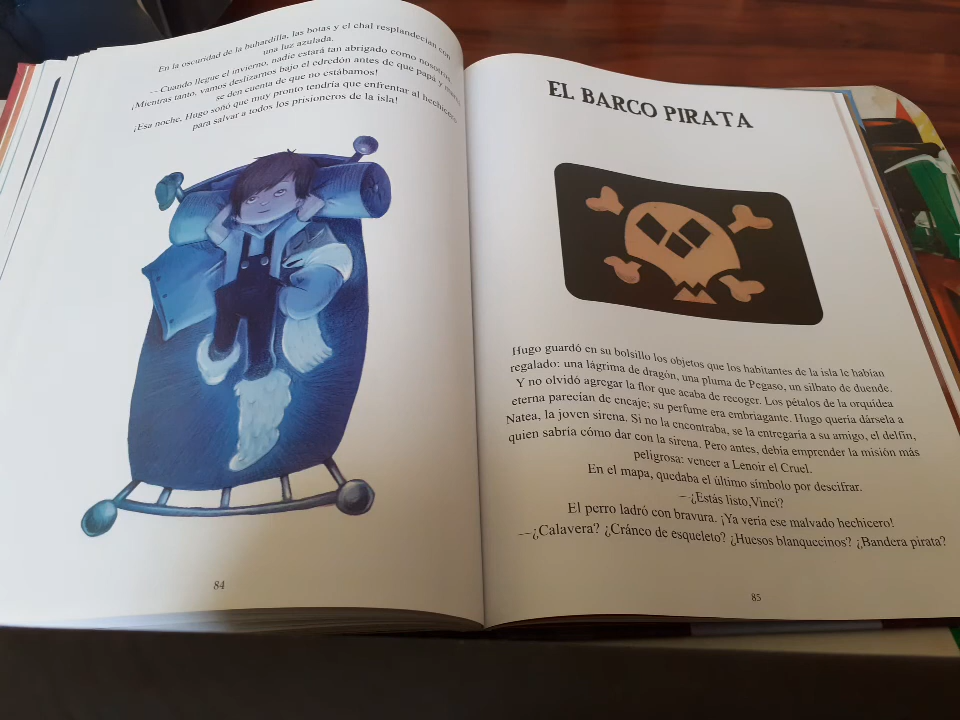 En la oscuridad de la buhardilla, las botas y el chal resplandecían con
una luz azulada.
-- Cuando llegue el invierno, nadie estará tan abrigado como nosotros.
¡Mientras tanto, vamos deslizarnos bajo el edredón antes de que papá y mamá
se den cuenta de que no estábamos!
¡Esa noche, Hugo soñó que muy pronto tendría que enfrentar al hechicero
para salvar a todos los prisioneros de la isla!
84
EL BARCO PIRATA
Hugo guardó en su bolsillo los objetos que los habitantes de la isla le habían
regalado: una lágrima de dragón, una pluma de Pegaso, un silbato de duende.
Y no olvidó agregar la flor que acaba de recoger. Los pétalos de la orquídea
eterna parecían de encaje; su perfume era embriagante. Hugo quería dársela a
Natea, la joven sirena. Si no la encontraba, se la entregaría a su amigo, el delfín,
quien sabría cómo dar con la sirena. Pero antes, debía emprender la misión más
peligrosa: vencer a Lenoir el Cruel.
En el mapa, quedaba el último símbolo por descifrar.
--¿Estás listo,Vinci?
El perro ladró con bravura. ¡Ya vería ese malvado hechicero!
--¿Calavera? ¿Cráneo de esqueleto? ¿Huesos blanquecinos? ¿Bandera pirata?
85